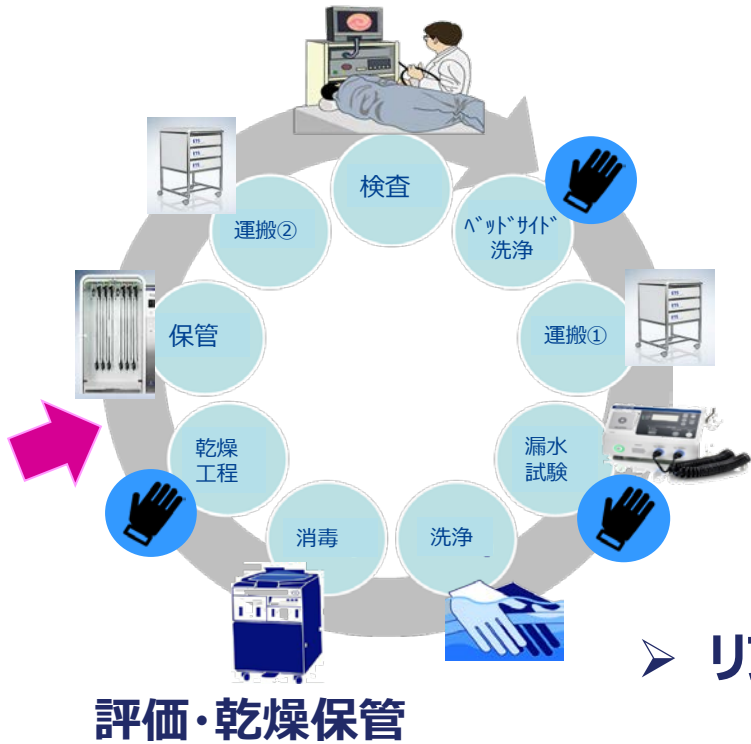 検査
ﾍﾞｯﾄﾞｻｲﾄﾞ
洗浄
運搬①
漏水
試験
洗浄
消毒
乾燥
工程
保管
運搬②
➢ リ
評価・乾燥保管